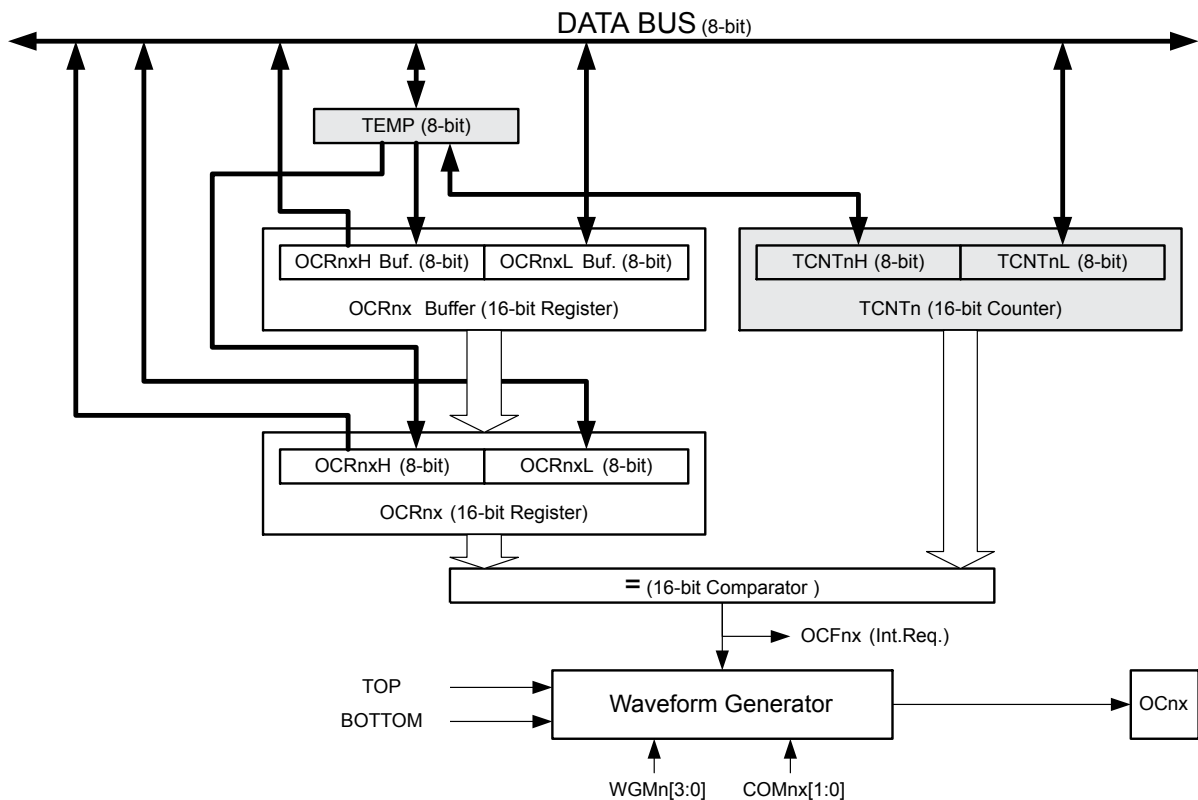 DATA BUS (8-bit)
TEMP (8-bit)
OCRnxH Buf. (8-bit) OCRnxL Buf. (8-bit)
OCRnx Buffer (16-bit Register)
TCNTnH (8-bit) TCNTnL (8-bit)
TCNTn (16-bit Counter)
OCRnxH (8-bit) OCRnxL (8-bit)
OCRnx (16-bit Register)
= (16-bit Comparator )
OCFnx (Int.Req.)
TOP
BOTTOM
Waveform Generator
OCnx
WGMn[3:0] COMnx[1:0]